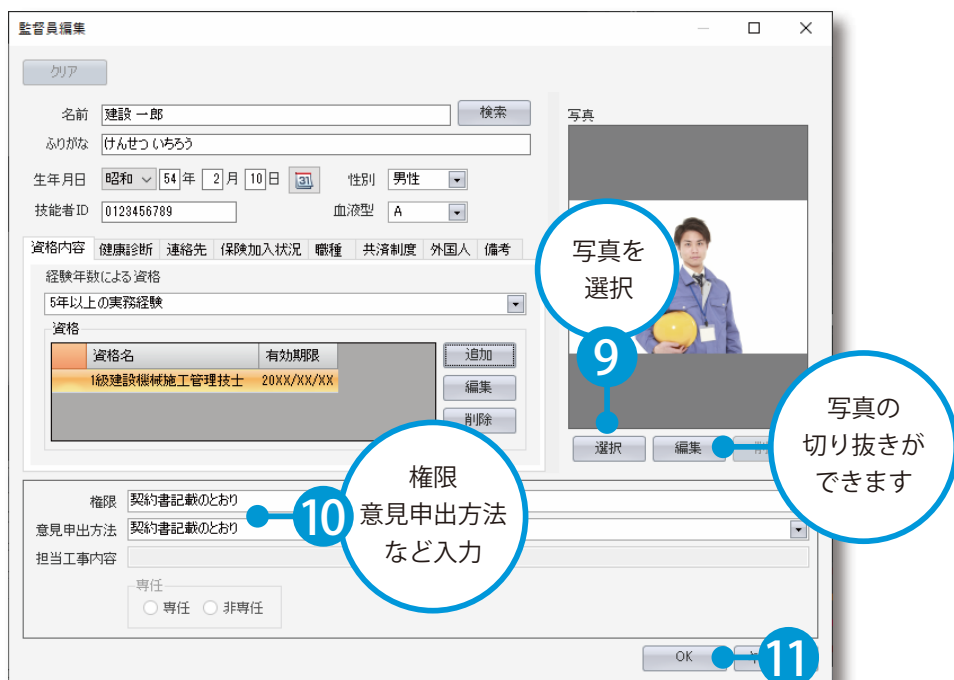 監督員編集
クリア
名前 建設 一郎 検索
ふりがな けんせつ いちろう
生年月日 昭和 54 年 2 月 10 日 31 性別 男性
技能者ID 0123456789 血液型 A
資格内容 健康診断 連絡先 保険加入状況 職種 共済制度 外国人 備考
経験年数による資格
5年以上の実務経験
資格
資格名 有効期限
1級建設機械施工管理技士 20XX/XX/XX
追加
編集
削除
写真
写真を
選択
9
選択 編集
写真の
切り抜きが
できます
権限 契約書記載のとおり
意見申出方法 契約書記載のとおり
担当工事内容
10
権限
意見申出方法
など入力
専任
専任 非専任
OK
11